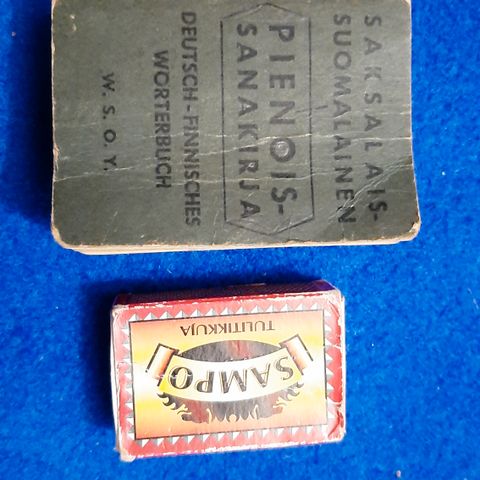 SAKSALAIS-
SUOMALAINEN
PIENOIS-
SANAKIRJA
DEUTSCH-FINNISCHES
WÖRTERBUCH
W. S. O. Y.
SAMPO
TULITIKKUJA